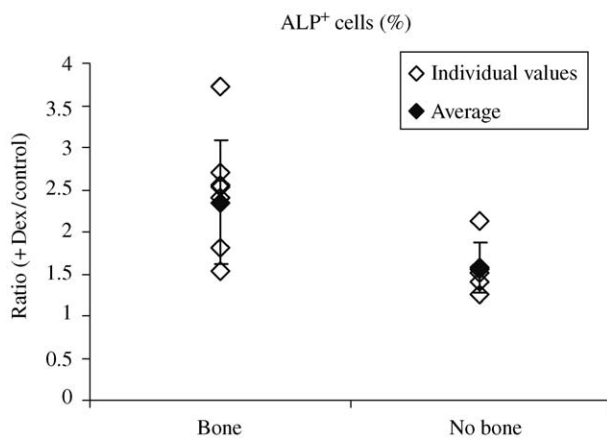 ALP⁺ cells (%)
Individual values
Average
Ratio (+Dex/control)
4
3.5
3
2.5
2
1.5
1
0.5
0
Bone
No bone